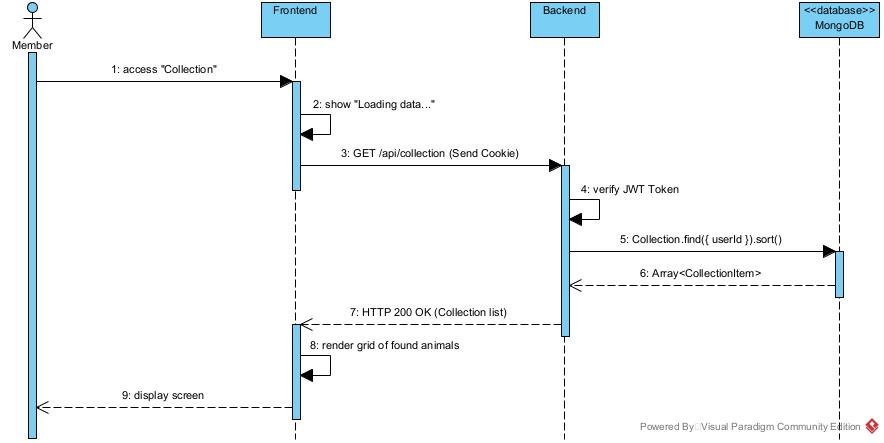 Frontend
Backend
<<database>>
MongoDB
Member
1: access "Collection"
2: show "Loading data..."
3: GET /api/collection (Send Cookie)
4: verify JWT Token
5: Collection.find({ userId }).sort()
6: Array<CollectionItem>
7: HTTP 200 OK (Collection list)
8: render grid of found animals
9: display screen
Powered By Visual Paradigm Community Edition